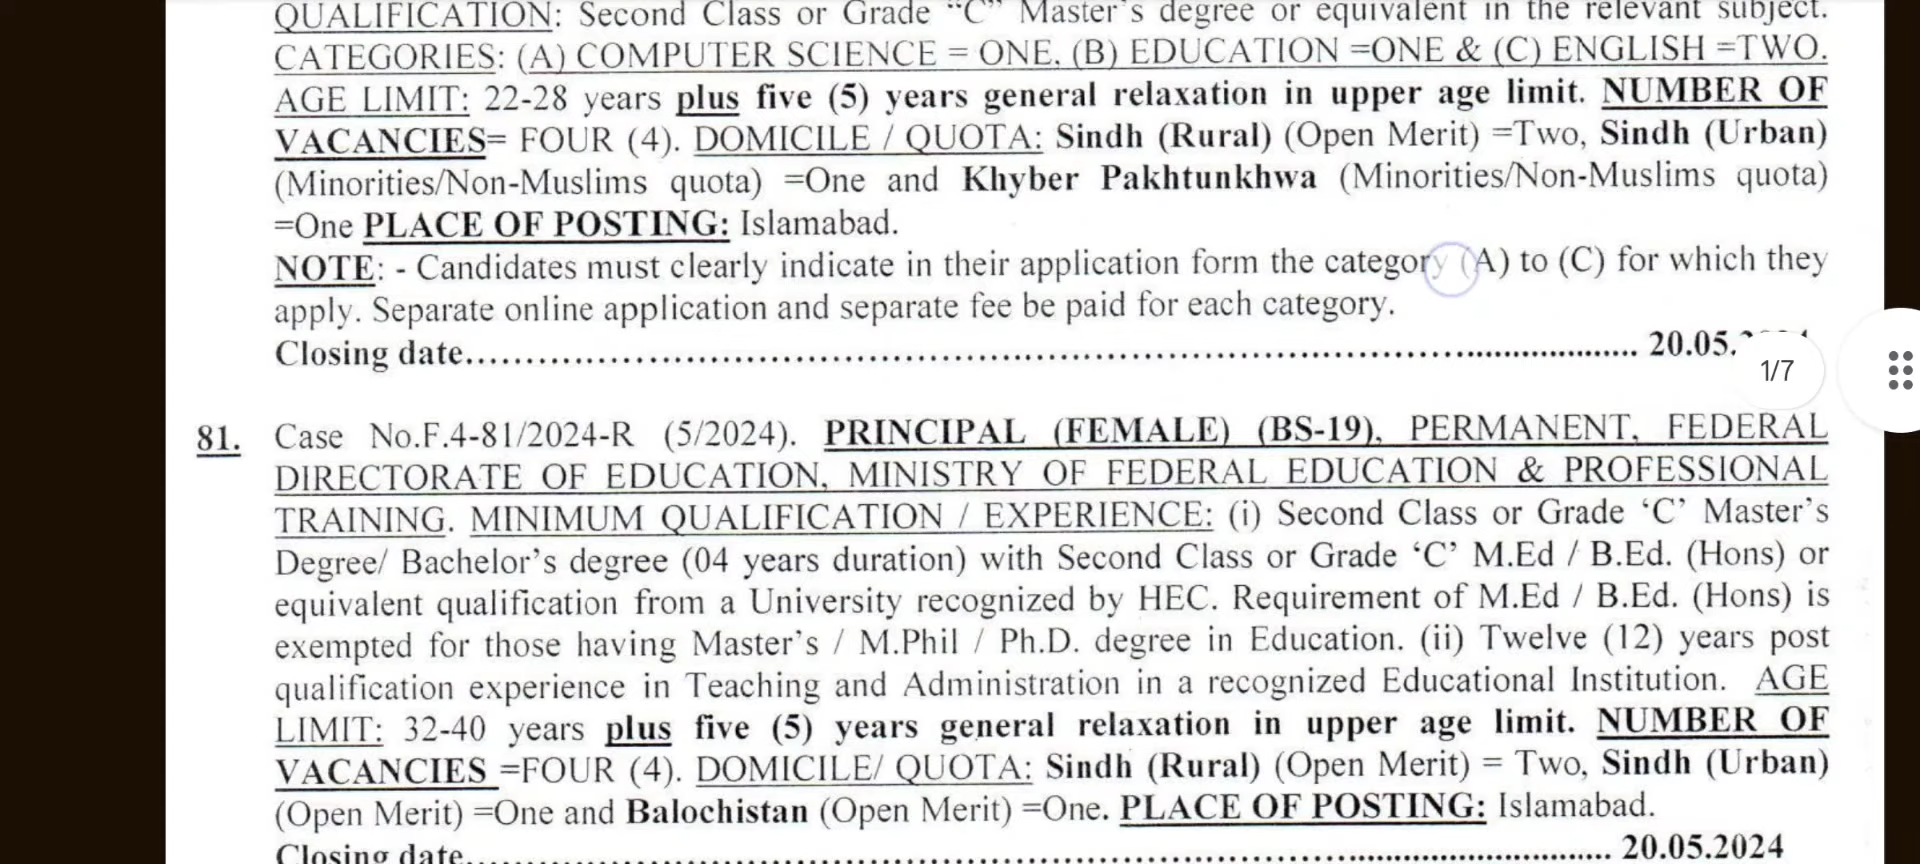 QUALIFICATION: Second Class or Grade “C” Master’s degree or equivalent in the relevant subject.
CATEGORIES: (A) COMPUTER SCIENCE = ONE, (B) EDUCATION =ONE & (C) ENGLISH =TWO.
AGE LIMIT: 22-28 years plus five (5) years general relaxation in upper age limit. NUMBER OF
VACANCIES= FOUR (4). DOMICILE / QUOTA: Sindh (Rural) (Open Merit) =Two, Sindh (Urban)
(Minorities/Non-Muslims quota) =One and Khyber Pakhtunkhwa (Minorities/Non-Muslims quota)
=One PLACE OF POSTING: Islamabad.
NOTE: - Candidates must clearly indicate in their application form the category (A) to (C) for which they
apply. Separate online application and separate fee be paid for each category.
Closing date.......................................................................................................... 20.05.
1/7
81. Case No.F.4-81/2024-R (5/2024). PRINCIPAL (FEMALE) (BS-19), PERMANENT, FEDERAL
DIRECTORATE OF EDUCATION, MINISTRY OF FEDERAL EDUCATION & PROFESSIONAL
TRAINING. MINIMUM QUALIFICATION / EXPERIENCE: (i) Second Class or Grade ‘C’ Master’s
Degree/ Bachelor’s degree (04 years duration) with Second Class or Grade ‘C’ M.Ed / B.Ed. (Hons) or
equivalent qualification from a University recognized by HEC. Requirement of M.Ed / B.Ed. (Hons) is
exempted for those having Master’s / M.Phil / Ph.D. degree in Education. (ii) Twelve (12) years post
qualification experience in Teaching and Administration in a recognized Educational Institution. AGE
LIMIT: 32-40 years plus five (5) years general relaxation in upper age limit. NUMBER OF
VACANCIES =FOUR (4). DOMICILE/ QUOTA: Sindh (Rural) (Open Merit) = Two, Sindh (Urban)
(Open Merit) =One and Balochistan (Open Merit) =One. PLACE OF POSTING: Islamabad.
Closing date.......................................................................................................... 20.05.2024